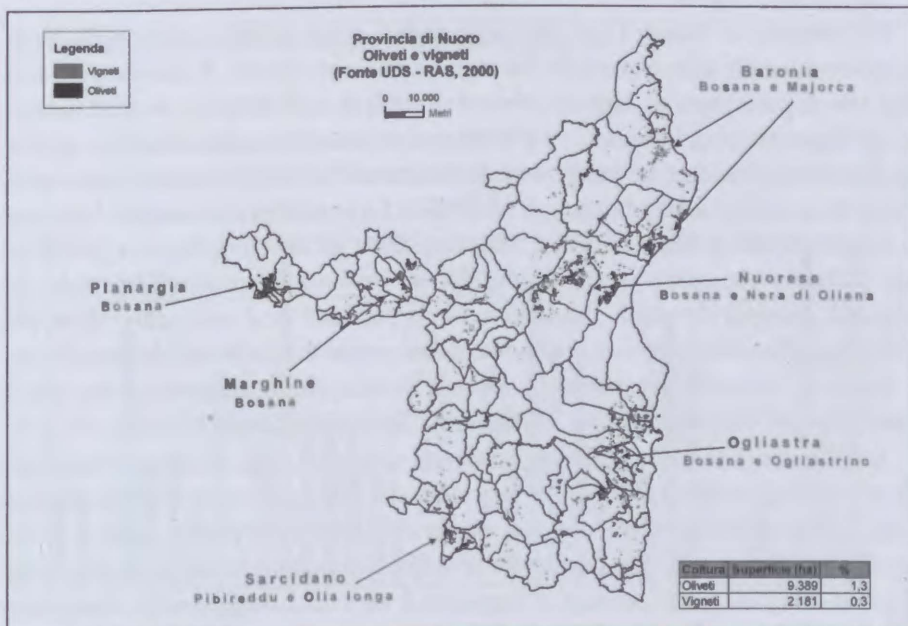 Legenda
Vigneti
Oliveti
Provincia di Nuoro
Oliveti e vigneti
(Fonte UDS - RAS, 2000)
0 10.000
Metri
Baronia
Bosana e Majorca
Planargia
Bosana
Nuorese
Bosana e Nera di Oliena
Marghine
Bosana
Ogliastra
Bosana e Ogliastrino
Sarcidano
Pibireddu e Olia longa
Coltura Superficie (ha) %
Oliveti 9.389 1,3
Vigneti 2.181 0,3